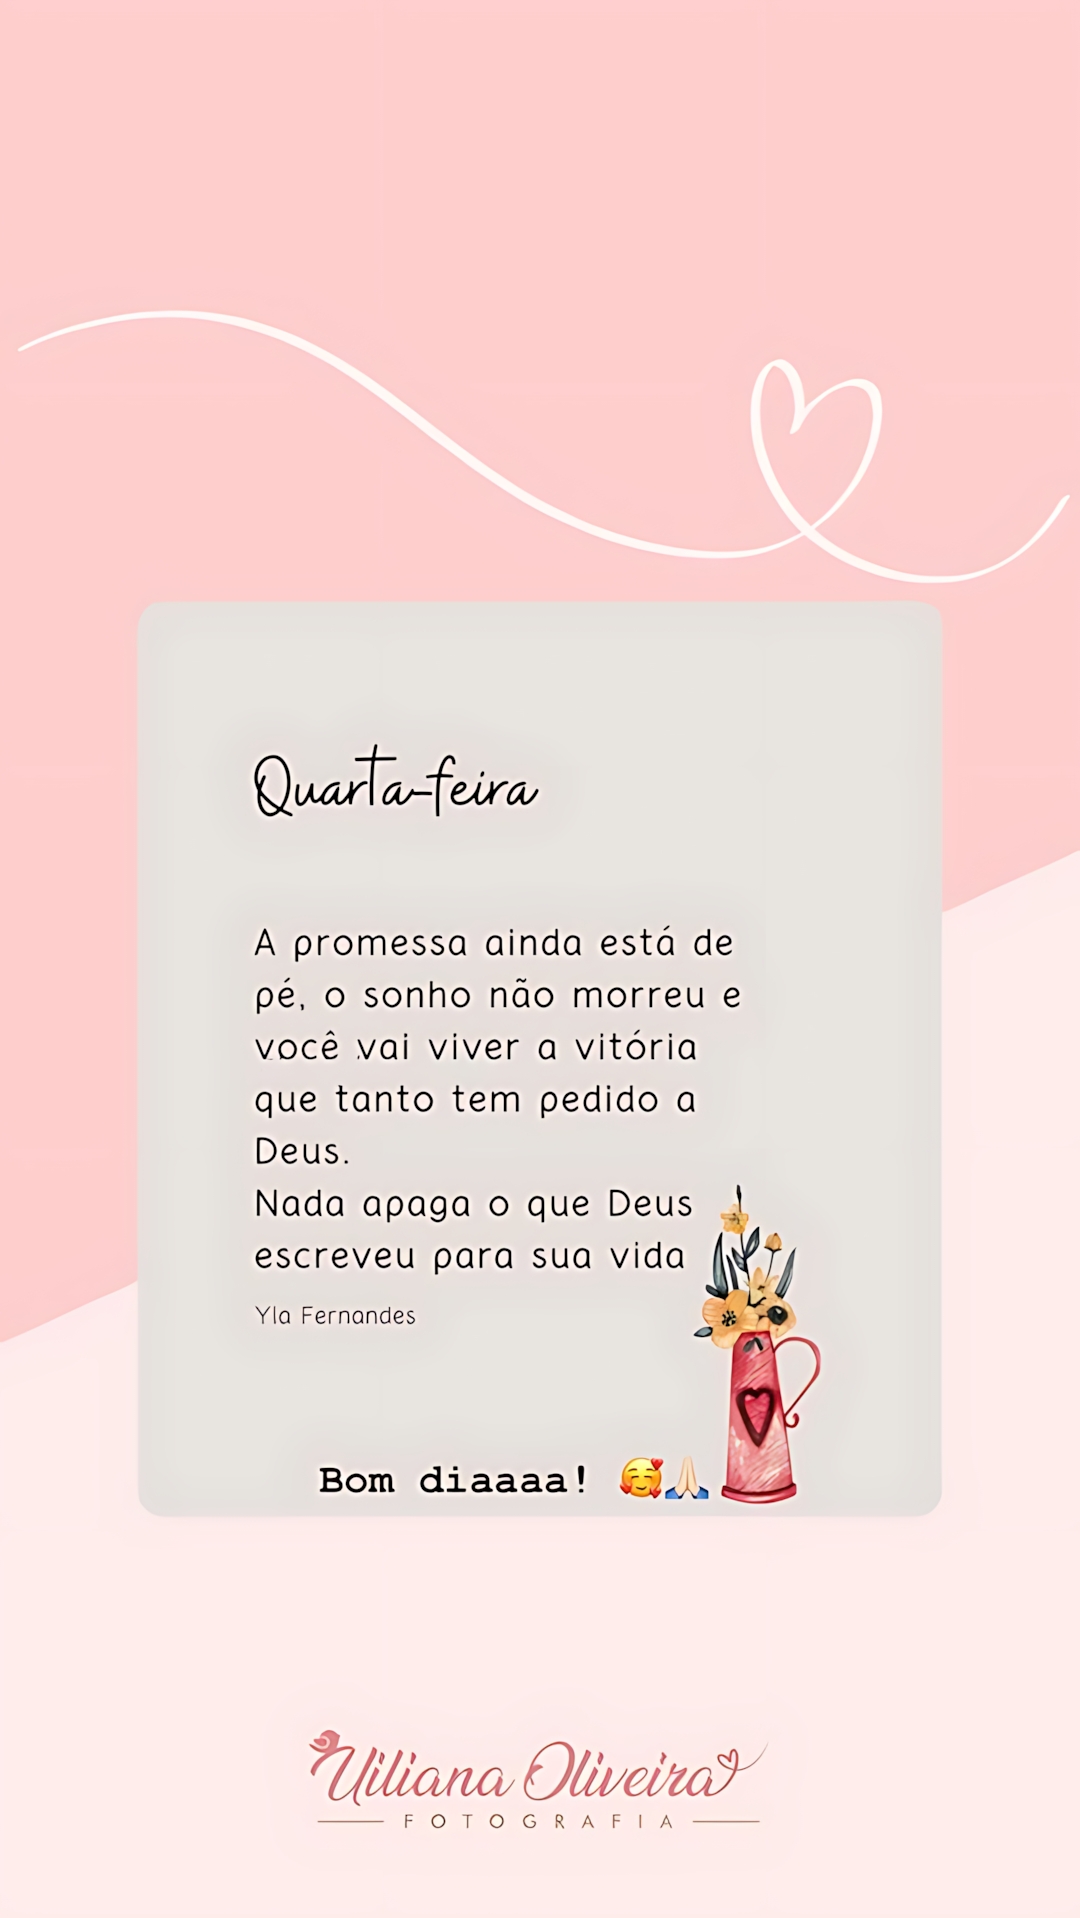 Quarta-feira
A promessa ainda está de
pé, o sonho não morreu e
você vai viver a vitória
que tanto tem pedido a
Deus.
Nada apaga o que Deus
escreveu para sua vida
Yla Fernandes
Bom diaaaa! 🥰🙏🏻
Uiliana Oliveira
FOTOGRAFIA